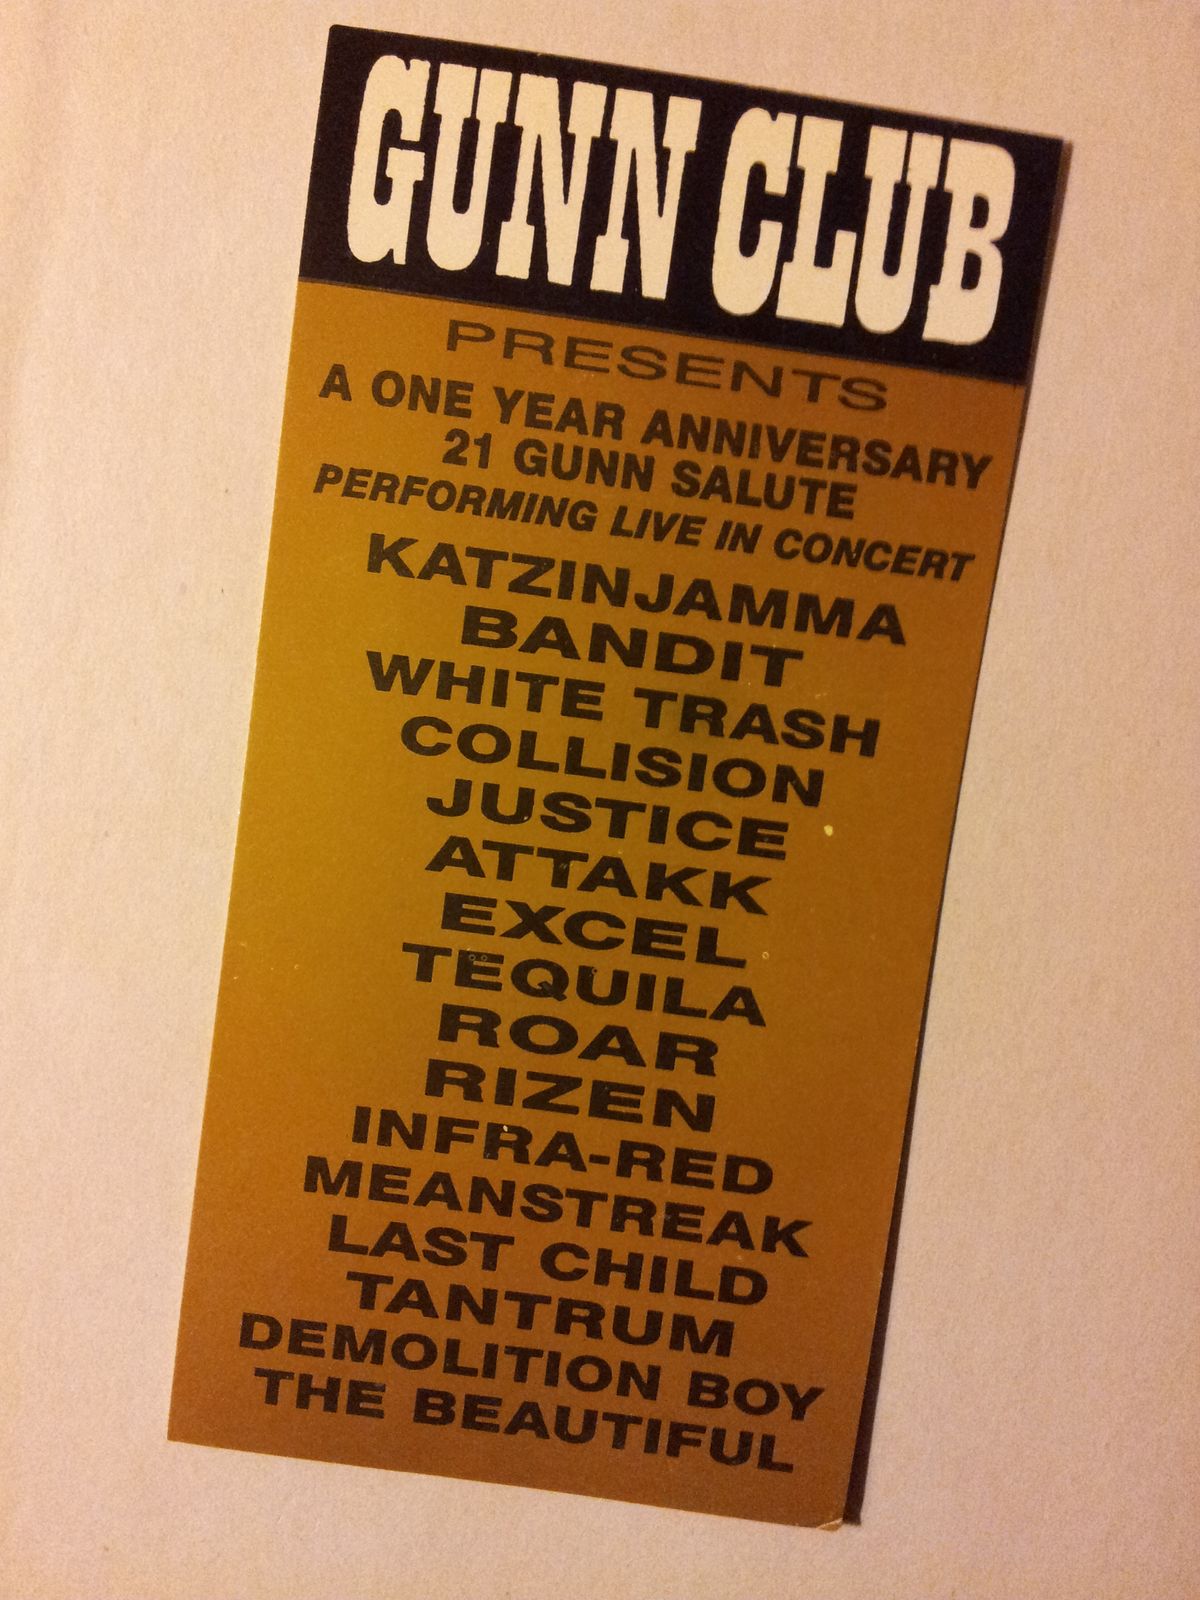 GUNN CLUB
PRESENTS
A ONE YEAR ANNIVERSARY
21 GUNN SALUTE
PERFORMING LIVE IN CONCERT
KATZINJAMMA
BANDIT
WHITE TRASH
COLLISION
JUSTICE
ATTAKK
EXCEL
TEQUILA
ROAR
RIZEN
INFRA-RED
MEANSTREAK
LAST CHILD
TANTRUM
DEMOLITION BOY
THE BEAUTIFUL